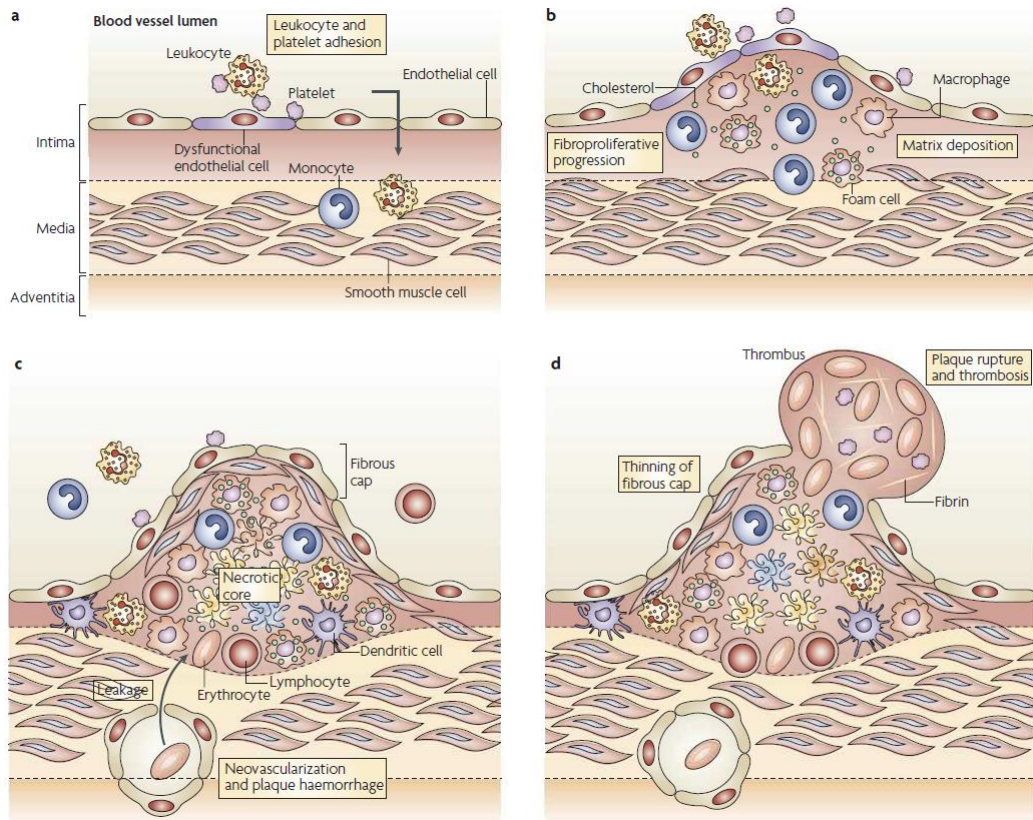 a
Blood vessel lumen
Leukocyte and
platelet adhesion
Leukocyte
Platelet
Endothelial cell
Intima
Dysfunctional
endothelial cell
Monocyte
Media
Smooth muscle cell
Adventitia
b
Cholesterol
Macrophage
Fibroproliferative
progression
Matrix deposition
Foam cell
c
Fibrous
cap
Necrotic
core
Dendritic cell
Lymphocyte
Erythrocyte
Leakage
Neovascularization
and plaque haemorrhage
d
Thrombus
Plaque rupture
and thrombosis
Thinning of
fibrous cap
Fibrin